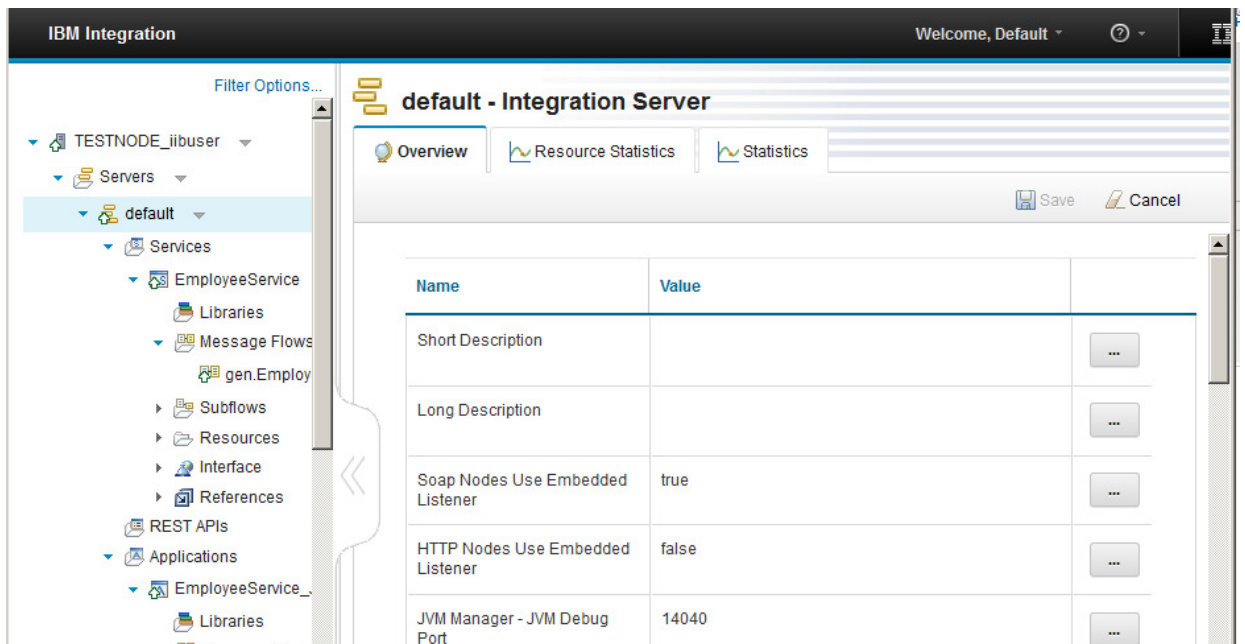 IBM Integration
Welcome, Default
?
Filter Options...
default - Integration Server
TESTNODE_iibuser
Overview
Resource Statistics
Statistics
Servers
Save
Cancel
default
Services
EmployeeService
Name
Value
Libraries
Message Flows
Short Description
...
gen.Employ
Subflows
Long Description
...
Resources
Interface
Soap Nodes Use Embedded
Listener
true
...
References
REST APIs
HTTP Nodes Use Embedded
Listener
false
...
Applications
EmployeeService_
JVM Manager - JVM Debug
Port
14040
...
Libraries